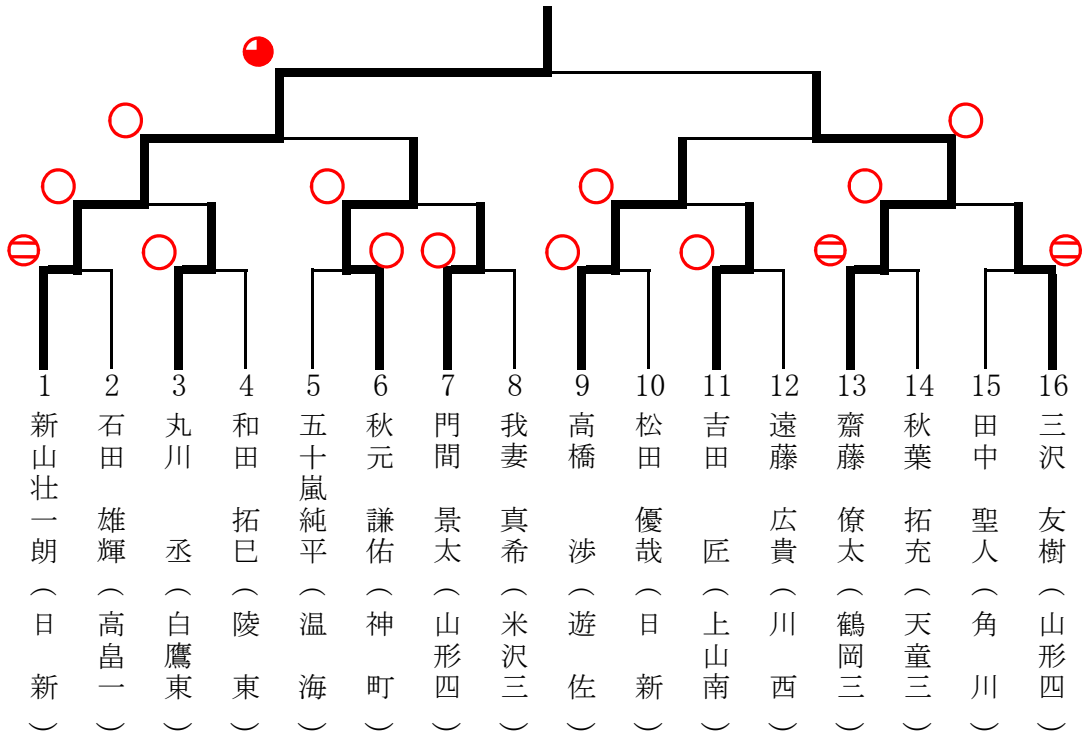 1 新山壮一朗(日新)
2 石田雄輝(高畠一)
3 丸川丞(白鷹東)
4 和田拓巳(陵東)
5 五十嵐純平(温海)
6 秋元謙佑(神町)
7 門間景太(山形四)
8 我妻真希(米沢三)
9 高橋渉(遊佐)
10 松田優哉(日新)
11 吉田匠(上山南)
12 遠藤広貴(川西)
13 齋藤僚太(鶴岡三)
14 秋葉拓充(天童三)
15 田中聖人(角川)
16 三沢友樹(山形四)